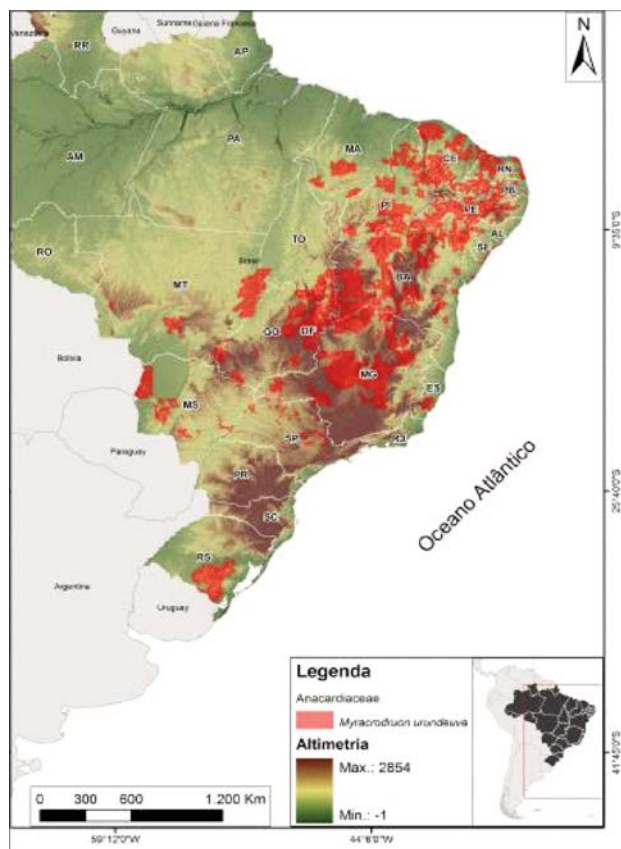 Venezuela
Guyana
Suriname
Guiana Francesa
N
RR
AP
AM
PA
MA
CE
RN
PB
PI
PE
AL
SE
TO
RO
9°35'S
MT
Brasil
BA
GO
DF
Bolivia
MG
ES
MS
SP
RJ
Paraguay
PR
Oceano Atlântico
25°40'S
SC
RS
Argentina
Uruguay
Legenda
Anacardiaceae
Myracrodruon urundeuva
Altimetria
Max.: 2854
Min.: -1
41°45'S
0 300 600 1.200 Km
59°12'0"W 44°6'0"W